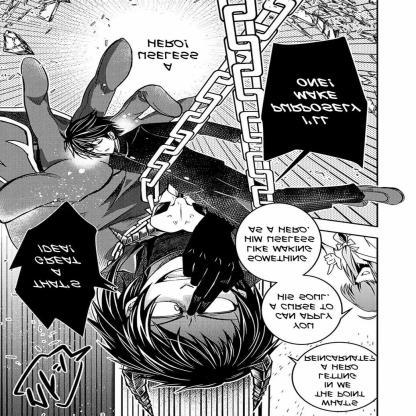 WHAT'S
THE POINT
IN WE
LETTING
A HERO
REINCARNATE?
YOU
CAN APPLY
A CURSE TO
HIS SOUL..
SOMETHING
LIKE MAKING
HIM USELESS
AS A HERO.
THAT'S
A
GREAT
IDEA!
I'LL
PURPOSELY
MAKE
ONE!
A
USELESS
HERO!